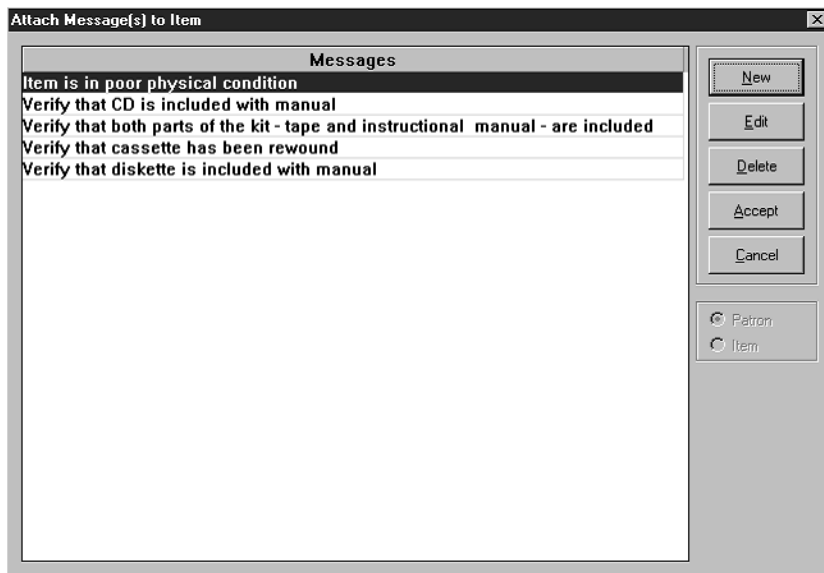 Attach Message(s) to Item
Messages
Item is in poor physical condition
Verify that CD is included with manual
Verify that both parts of the kit - tape and instructional  manual - are included
Verify that cassette has been rewound
Verify that diskette is included with manual
New
Edit
Delete
Accept
Cancel
Patron
Item